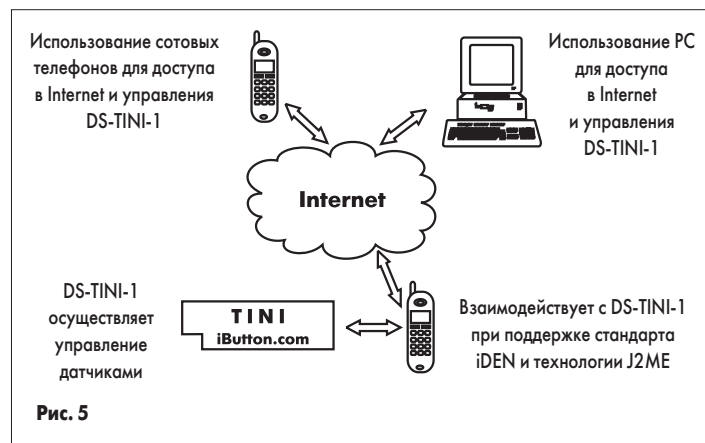 Использование сотовых
телефонов для доступа
в Internet и управления
DS-TINI-1
Использование PC
для доступа
в Internet
и управления
DS-TINI-1
Internet
DS-TINI-1
осуществляет
управление
датчиками
TINI
iButton.com
Взаимодействует с DS-TINI-1
при поддержке стандарта
iDEN и технологии J2ME
Рис. 5